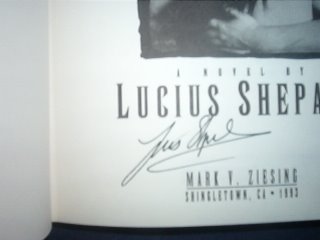 A NOVEL BY
LUCIUS SHEPA
MARK V. ZIESING
SHINGLETOWN, CA • 1993